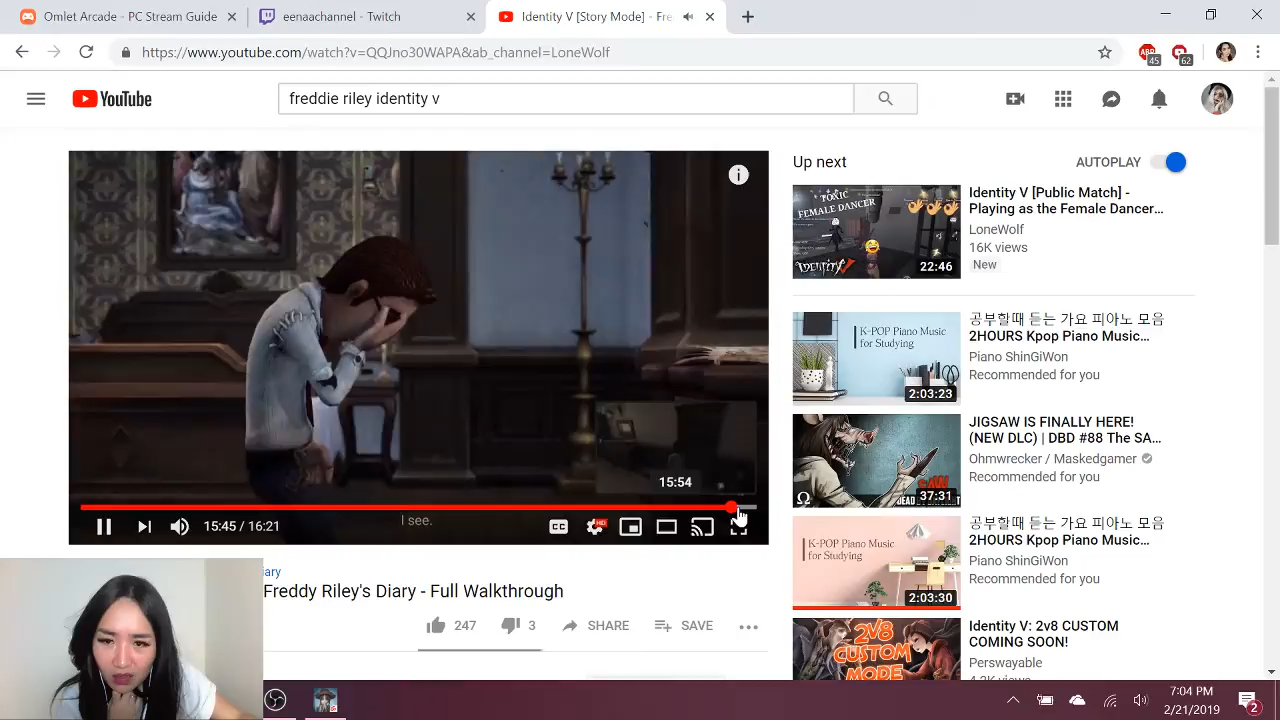 Omlet Arcade - PC Stream Guide
eenaachannel - Twitch
Identity V [Story Mode] - Fre
https://www.youtube.com/watch?v=QQJno30WAPA&ab_channel=LoneWolf
45
62
YouTube
freddie riley identity v
I see.
15:54
15:45 / 16:21
CC
HD
iary
Freddy Riley's Diary - Full Walkthrough
247
3
SHARE
SAVE
Up next
AUTOPLAY
TOXIC
FEMALE DANCER
IDENTITY V
22:46
Identity V [Public Match] -
Playing as the Female Dancer...
LoneWolf
16K views
New
K-POP Piano Music
for Studying
2:03:23
공부할때 듣는 가요 피아노 모음
2HOURS Kpop Piano Music...
Piano ShinGiWon
Recommended for you
37:31
JIGSAW IS FINALLY HERE!
(NEW DLC) | DBD #88 The SA...
Ohmwrecker / Maskedgamer
Recommended for you
K-POP Piano Music
for Studying
2:03:30
공부할때 듣는 가요 피아노 모음
2HOURS Kpop Piano Music...
Piano ShinGiWon
Recommended for you
2V8
CUSTOM
MODE
Identity V: 2v8 CUSTOM
COMING SOON!
Perswayable
7:04 PM
2/21/2019
2